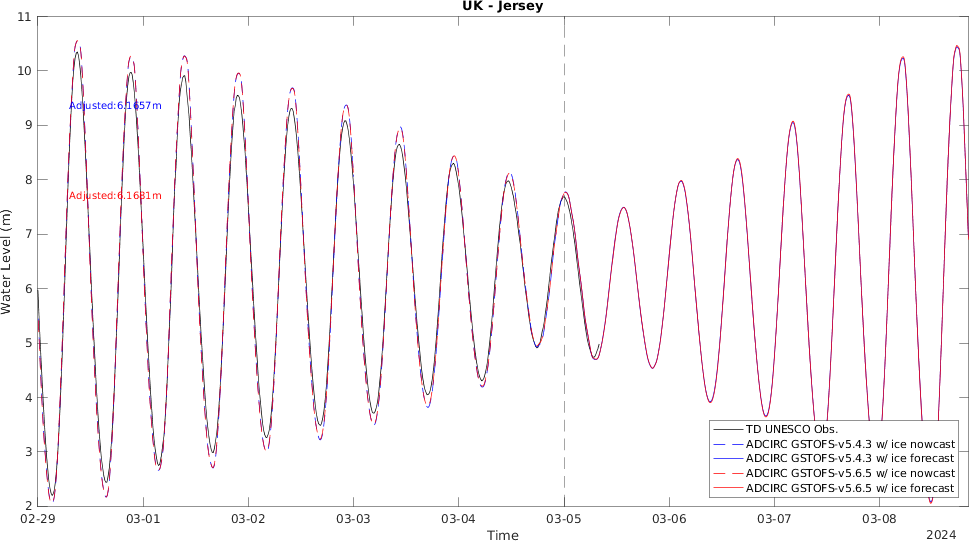 UK - Jersey
11
10
9
8
7
6
5
4
3
2
Water Level (m)
Adjusted:6.1657m
Adjusted:6.1631m
TD UNESCO Obs.
ADCIRC GSTOFS-v5.4.3 w/ ice nowcast
ADCIRC GSTOFS-v5.4.3 w/ ice forecast
ADCIRC GSTOFS-v5.6.5 w/ ice nowcast
ADCIRC GSTOFS-v5.6.5 w/ ice forecast
02-29 03-01 03-02 03-03 03-04 03-05 03-06 03-07 03-08
Time
2024